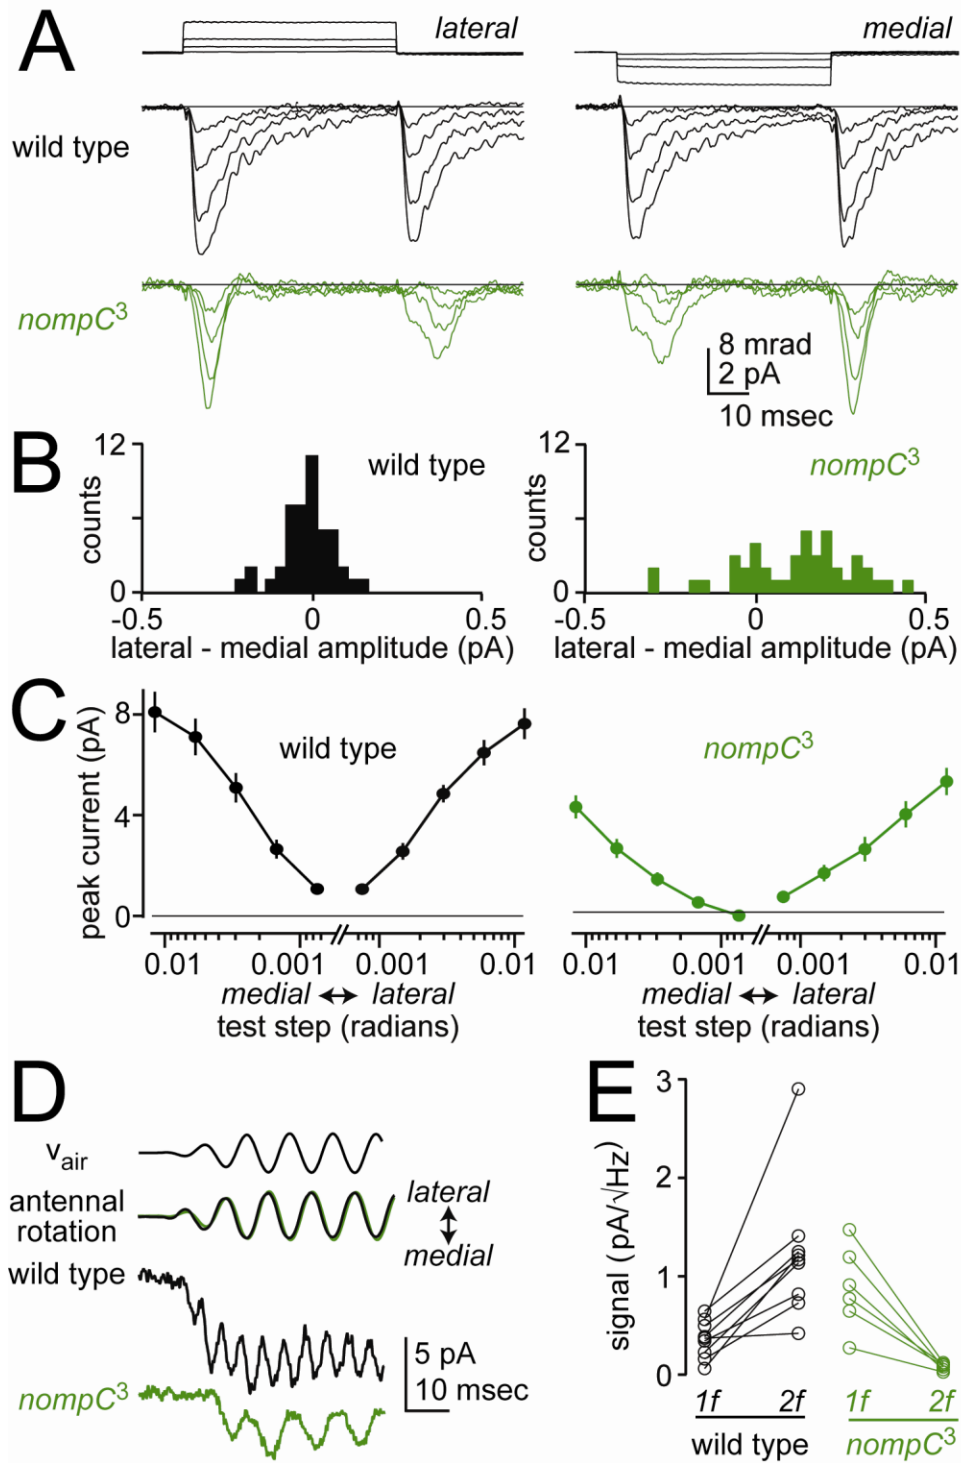 A
lateral
medial
wild type
nompC³
8 mrad
2 pA
10 msec
B
12
counts
0
-0.5
0
0.5
lateral - medial amplitude (pA)
wild type
12
counts
0
-0.5
0
0.5
lateral - medial amplitude (pA)
nompC³
C
peak current (pA)
8
4
0
wild type
nompC³
0.01
0.001
0.001
0.01
medial ↔ lateral
test step (radians)
0.01
0.001
0.001
0.01
medial ↔ lateral
test step (radians)
D
v air
antennal
rotation
lateral
medial
wild type
5 pA
10 msec
nompC³
E
signal (pA/√Hz)
3
2
1
0
1f
2f
1f
2f
wild type
nompC³